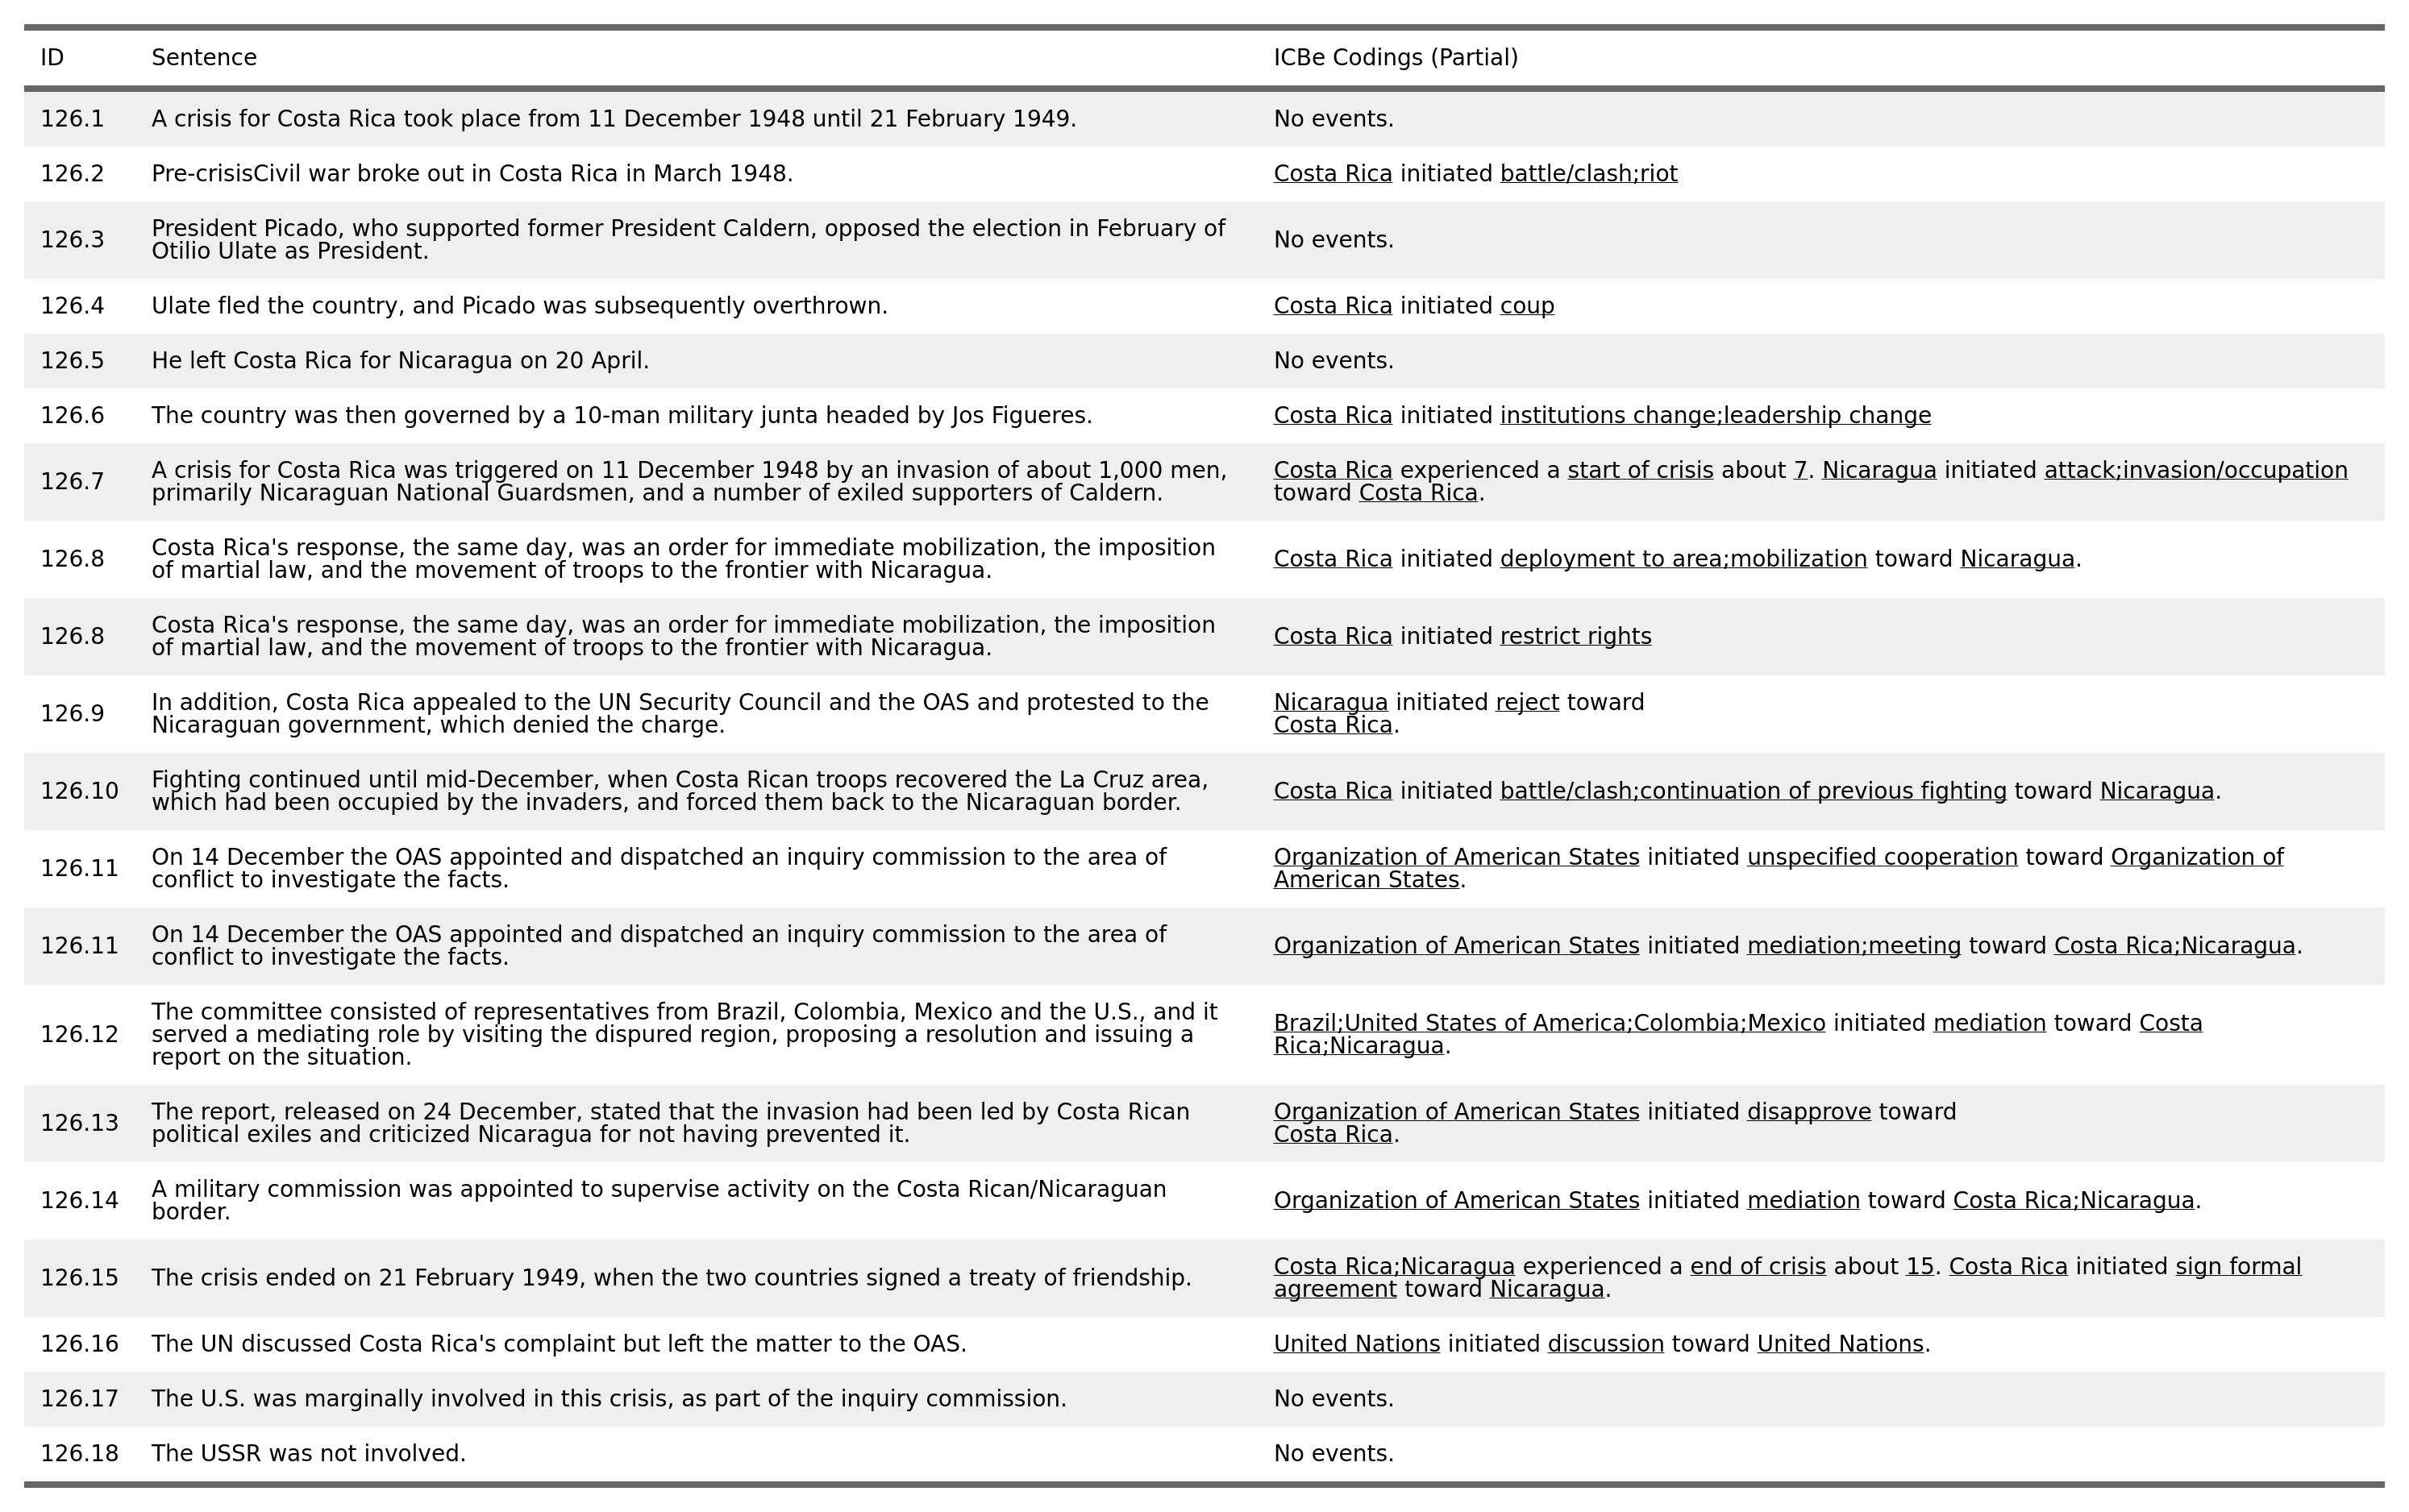 ID Sentence ICBe Codings (Partial)
126.1 A crisis for Costa Rica took place from 11 December 1948 until 21 February 1949. No events.
126.2 Pre-crisisCivil war broke out in Costa Rica in March 1948. Costa Rica initiated battle/clash;riot
126.3 President Picado, who supported former President Caldern, opposed the election in February of
Otilio Ulate as President. No events.
126.4 Ulate fled the country, and Picado was subsequently overthrown. Costa Rica initiated coup
126.5 He left Costa Rica for Nicaragua on 20 April. No events.
126.6 The country was then governed by a 10-man military junta headed by Jos Figueres. Costa Rica initiated institutions change;leadership change
126.7 A crisis for Costa Rica was triggered on 11 December 1948 by an invasion of about 1,000 men,
primarily Nicaraguan National Guardsmen, and a number of exiled supporters of Caldern.
Costa Rica experienced a start of crisis about 7. Nicaragua initiated attack;invasion/occupation
toward Costa Rica.
126.8 Costa Rica's response, the same day, was an order for immediate mobilization, the imposition
of martial law, and the movement of troops to the frontier with Nicaragua.
Costa Rica initiated deployment to area;mobilization toward Nicaragua.
126.8 Costa Rica's response, the same day, was an order for immediate mobilization, the imposition
of martial law, and the movement of troops to the frontier with Nicaragua.
Costa Rica initiated restrict rights
126.9 In addition, Costa Rica appealed to the UN Security Council and the OAS and protested to the
Nicaraguan government, which denied the charge.
Nicaragua initiated reject toward
Costa Rica.
126.10 Fighting continued until mid-December, when Costa Rican troops recovered the La Cruz area,
which had been occupied by the invaders, and forced them back to the Nicaraguan border.
Costa Rica initiated battle/clash;continuation of previous fighting toward Nicaragua.
126.11 On 14 December the OAS appointed and dispatched an inquiry commission to the area of
conflict to investigate the facts.
Organization of American States initiated unspecified cooperation toward Organization of
American States.
126.11 On 14 December the OAS appointed and dispatched an inquiry commission to the area of
conflict to investigate the facts.
Organization of American States initiated mediation;meeting toward Costa Rica;Nicaragua.
126.12 The committee consisted of representatives from Brazil, Colombia, Mexico and the U.S., and it
served a mediating role by visiting the dispured region, proposing a resolution and issuing a
report on the situation.
Brazil;United States of America;Colombia;Mexico initiated mediation toward Costa
Rica;Nicaragua.
126.13 The report, released on 24 December, stated that the invasion had been led by Costa Rican
political exiles and criticized Nicaragua for not having prevented it.
Organization of American States initiated disapprove toward
Costa Rica.
126.14 A military commission was appointed to supervise activity on the Costa Rican/Nicaraguan
border.
Organization of American States initiated mediation toward Costa Rica;Nicaragua.
126.15 The crisis ended on 21 February 1949, when the two countries signed a treaty of friendship.
Costa Rica;Nicaragua experienced a end of crisis about 15. Costa Rica initiated sign formal
agreement toward Nicaragua.
126.16 The UN discussed Costa Rica's complaint but left the matter to the OAS. United Nations initiated discussion toward United Nations.
126.17 The U.S. was marginally involved in this crisis, as part of the inquiry commission. No events.
126.18 The USSR was not involved. No events.